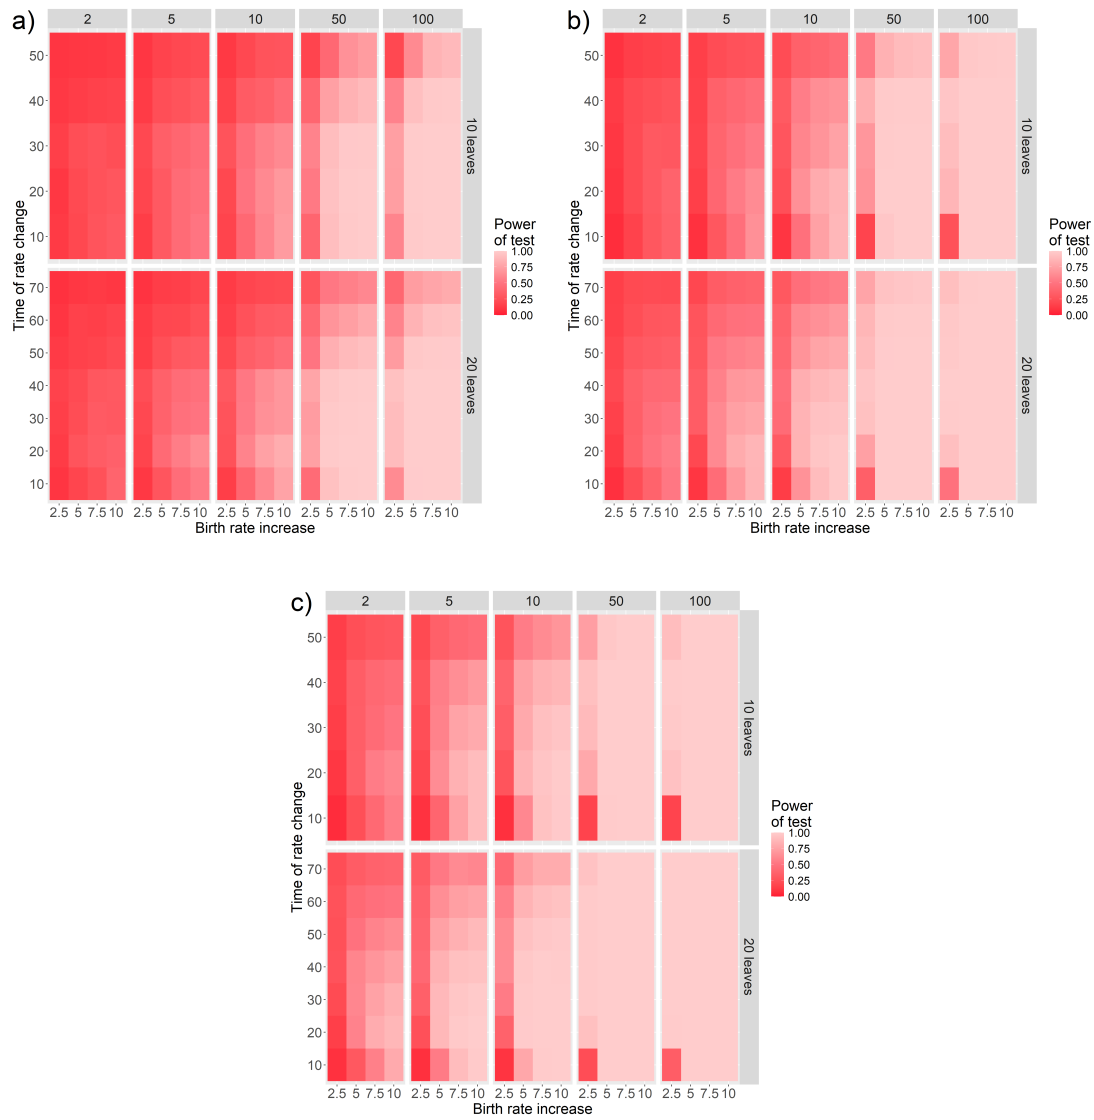 a)
2 5 10 50 100
Time of rate change
50
40
30
20
10
10 leaves
70
60
50
40
30
20
10
20 leaves
2.5 5 7.5 10 2.5 5 7.5 10 2.5 5 7.5 10 2.5 5 7.5 10 2.5 5 7.5 10
Birth rate increase
Power
of test
1.00
0.75
0.50
0.25
0.00
b)
2 5 10 50 100
Time of rate change
50
40
30
20
10
10 leaves
70
60
50
40
30
20
10
20 leaves
2.5 5 7.5 10 2.5 5 7.5 10 2.5 5 7.5 10 2.5 5 7.5 10 2.5 5 7.5 10
Birth rate increase
Power
of test
1.00
0.75
0.50
0.25
0.00
c)
2 5 10 50 100
Time of rate change
50
40
30
20
10
10 leaves
70
60
50
40
30
20
10
20 leaves
2.5 5 7.5 10 2.5 5 7.5 10 2.5 5 7.5 10 2.5 5 7.5 10 2.5 5 7.5 10
Birth rate increase
Power
of test
1.00
0.75
0.50
0.25
0.00